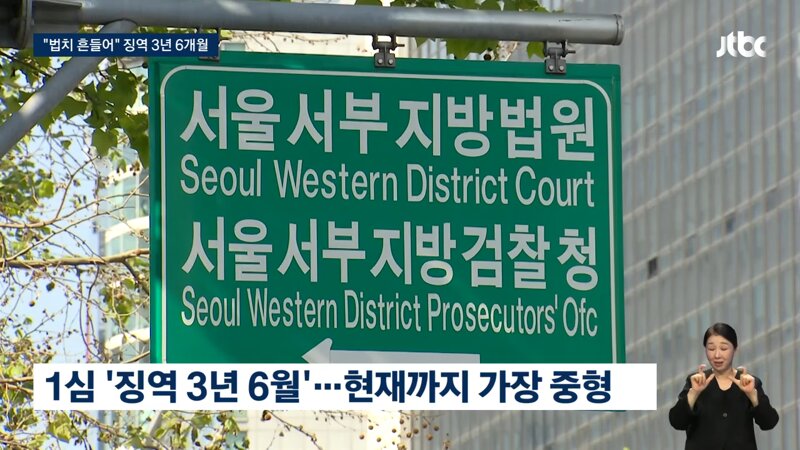 "법치 흔들어" 징역 3년 6개월
jtbc
서울 서부 지방 법원
Seoul Western District Court
서울 서부 지방 검찰 청
Seoul Western District Prosecutors' Ofc
1심 '징역 3년 6월'…현재까지 가장 중형